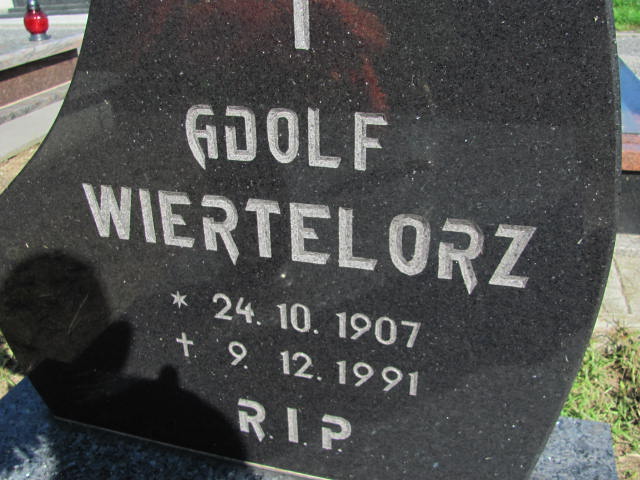 ADOLF
WIERTELORZ
* 24. 10. 1907
† 9. 12. 1991
R.I.P.